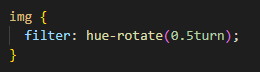 img {
  filter: hue-rotate(0.5turn);
}